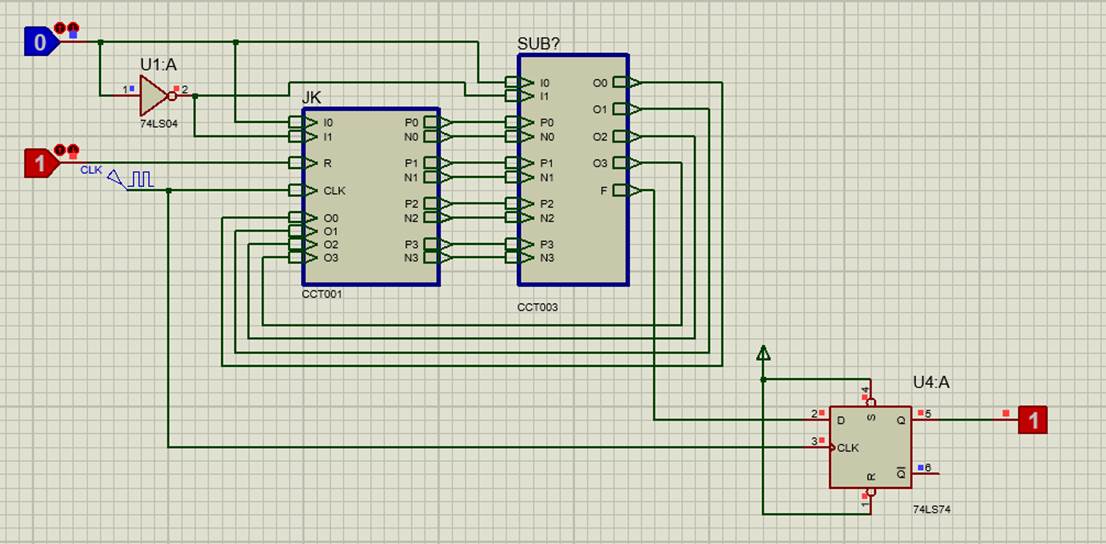 0
U1:A
1
2
74LS04
1
CLK
JK
I0
I1
R
CLK
O0
O1
O2
O3
P0
N0
P1
N1
P2
N2
P3
N3
CCT001
SUB?
I0
I1
P0
N0
P1
N1
P2
N2
P3
N3
O0
O1
O2
O3
F
CCT003
U4:A
4
2
D
S
Q
5
3
CLK
R
Q
6
1
74LS74
1